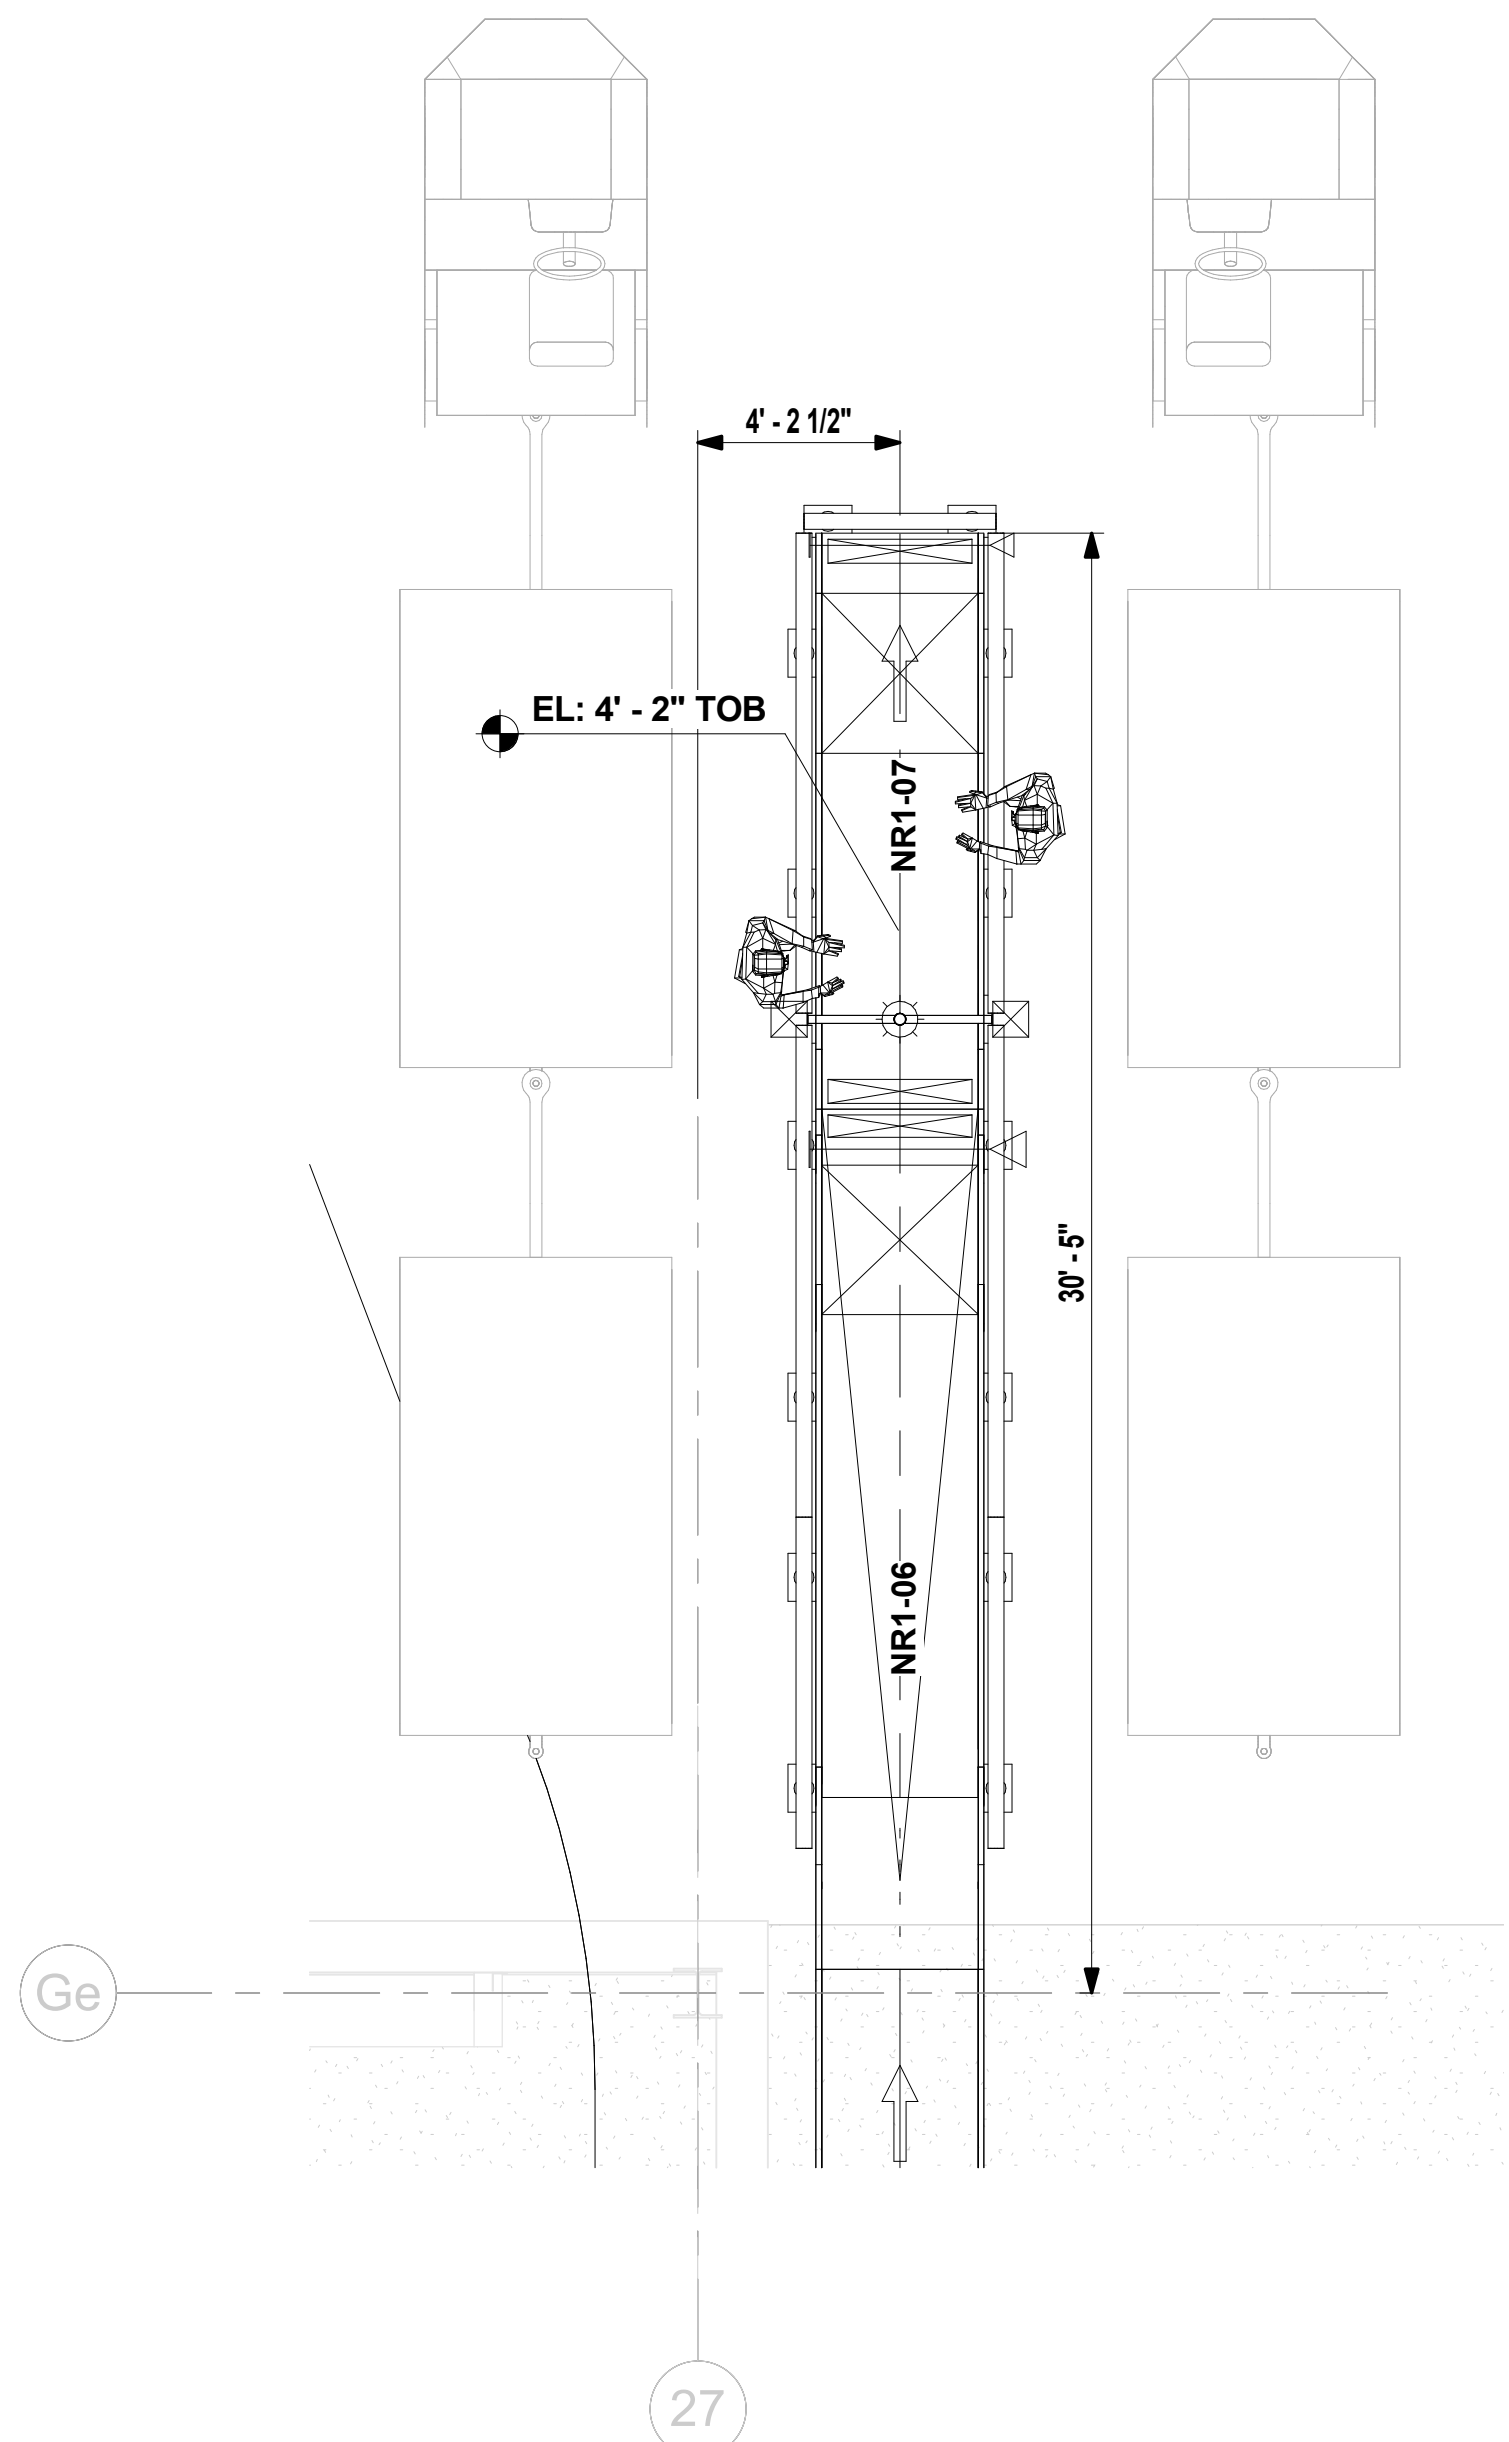 4' - 2 1/2"
EL: 4' - 2" TOB
NR1-07
30' - 5"
NR1-06
Ge
27